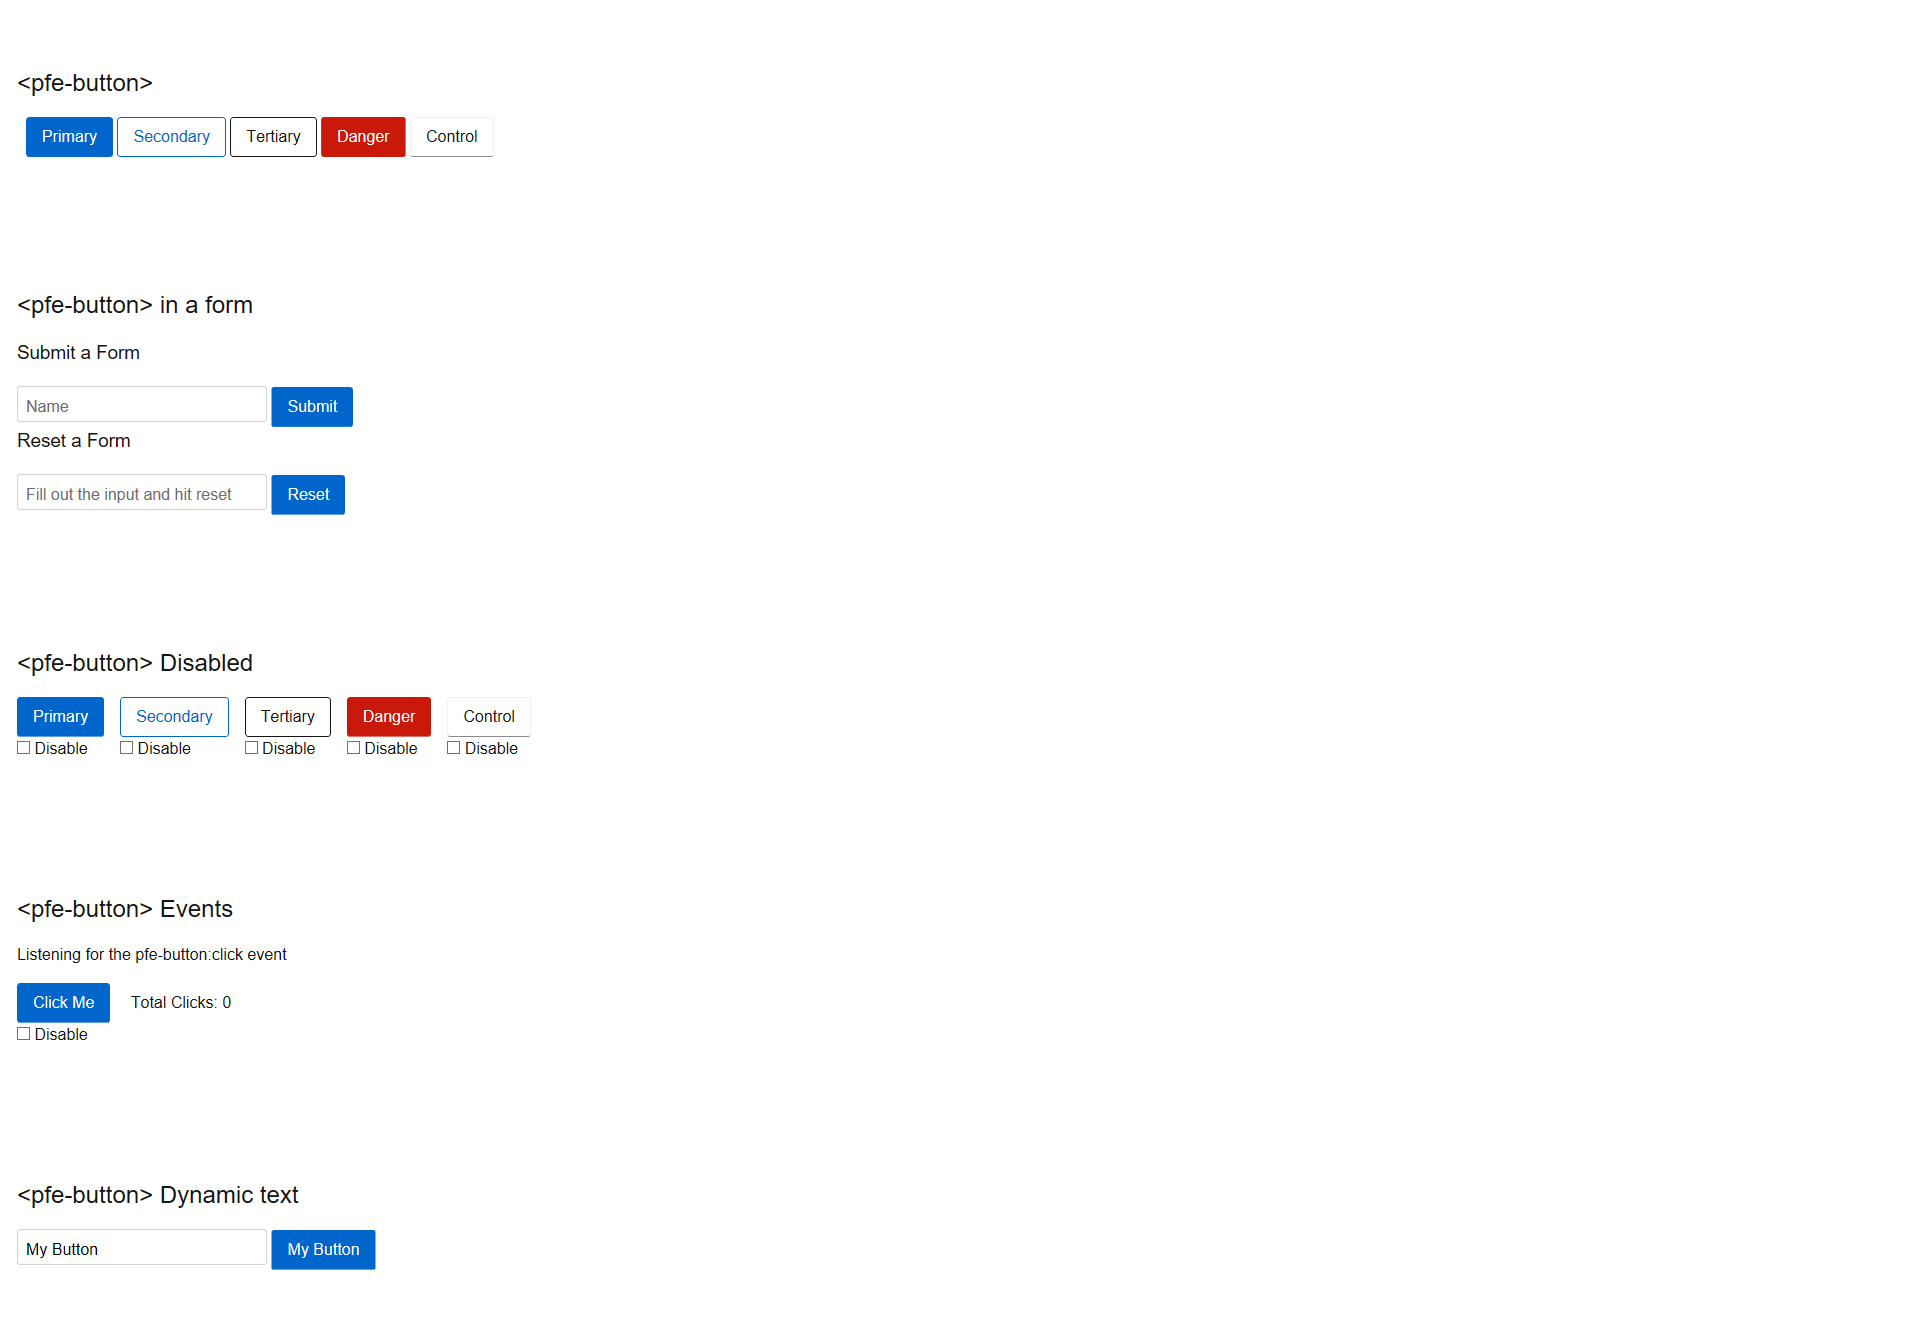 <pfe-button>
Primary Secondary Tertiary Danger Control
<pfe-button> in a form
Submit a Form
Name Submit
Reset a Form
Fill out the input and hit reset Reset
<pfe-button> Disabled
Primary Secondary Tertiary Danger Control
Disable Disable Disable Disable Disable
<pfe-button> Events
Listening for the pfe-button:click event
Click Me Total Clicks: 0
Disable
<pfe-button> Dynamic text
My Button My Button